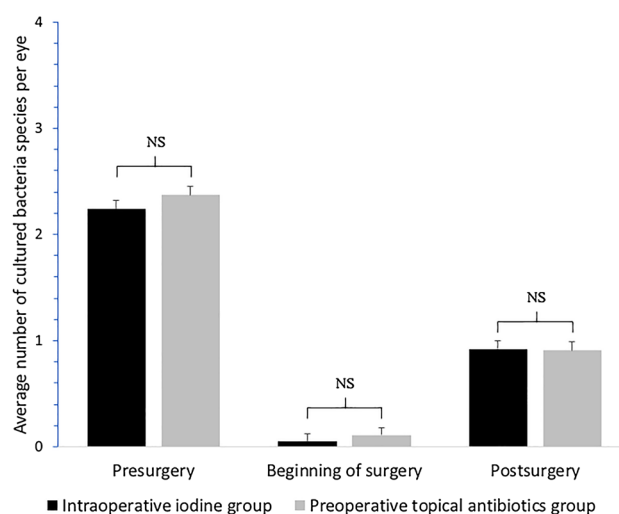 Average number of cultured bacteria species per eye
4
3
2
1
0
NS
NS
NS
Presurgery
Beginning of surgery
Postsurgery
Intraoperative iodine group
Preoperative topical antibiotics group